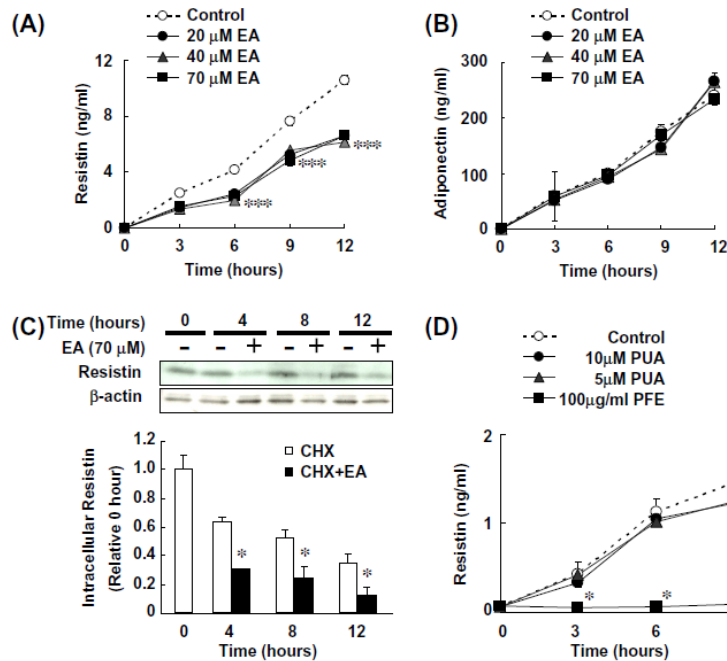 (A)
Control
20 μM EA
40 μM EA
70 μM EA
Resistin (ng/ml)
12
8
4
0
***
***
***
0 3 6 9 12
Time (hours)
(B)
Control
20 μM EA
40 μM EA
70 μM EA
Adiponectin (ng/ml)
300
200
100
0
0 3 6 9 12
Time (hours)
(C)
Time (hours) 0 4 8 12
EA (70 μM) – – + – + – +
Resistin
β-actin
Intracellular Resistin
(Relative 0 hour)
1.2
1.0
0.8
0.6
0.4
0.2
0
CHX
CHX+EA
* * *
0 4 8 12
Time (hours)
(D)
Control
10μM PUA
5μM PUA
100μg/ml PFE
Resistin (ng/ml)
2
1
0
* *
0 3 6
Time (hours)